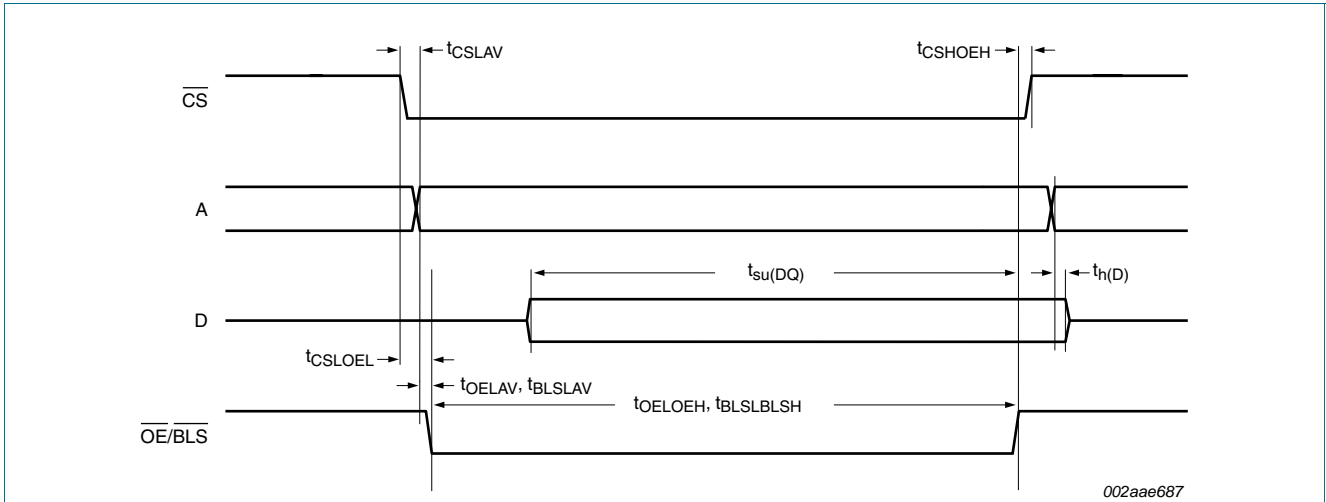 tCSLAV
tCSHOEH
CS
A
tsu(DQ)
th(D)
D
tCSLOEL
tOELAV, tBLSLAV
tOELOEH, tBLSLBLSH
OE/BLS
002aae687